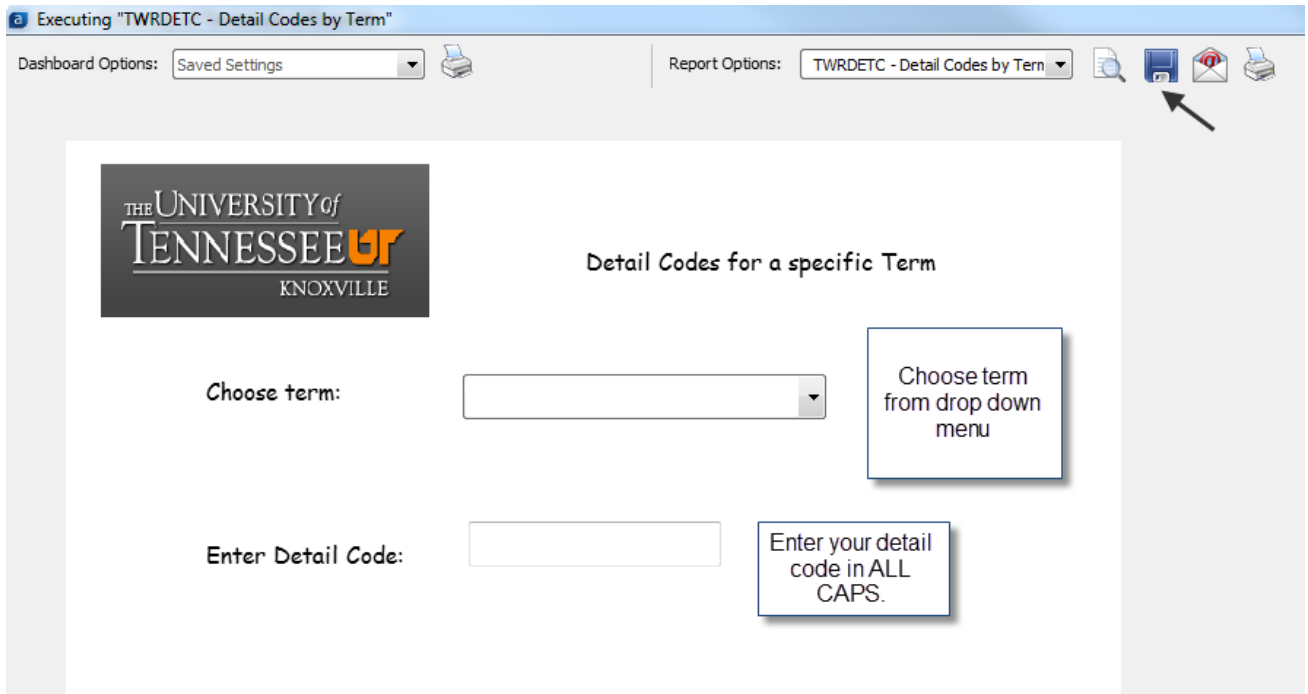 Executing "TWRDETC - Detail Codes by Term"
Dashboard Options: Saved Settings Report Options: TWRDETC - Detail Codes by Tern
THE UNIVERSITY of
TENNESSEE UT
KNOXVILLE
Detail Codes for a specific Term
Choose term:
Choose term
from drop down
menu
Enter Detail Code:
Enter your detail
code in ALL
CAPS.